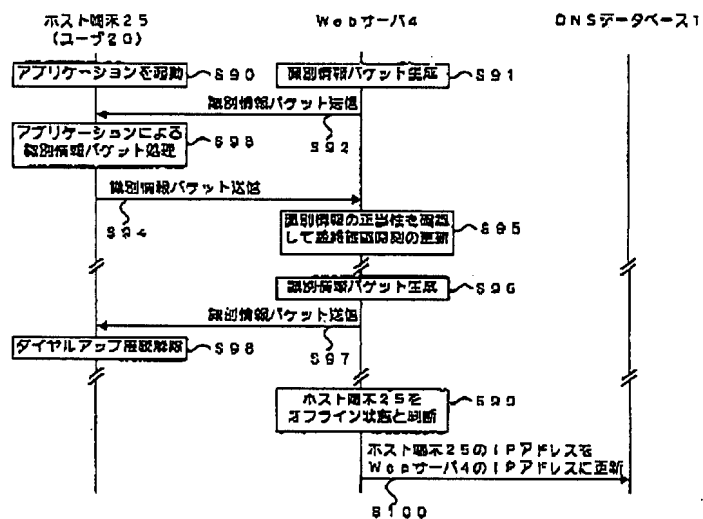 ホスト端末25
(ユーザ20)
Webサーバ4
DNSデータベース1
アプリケーションを起動
S90
識別情報パケット生成
S91
識別情報パケット送信
S92
アプリケーションによる
識別情報パケット処理
S93
識別情報パケット送信
S94
識別情報の正当性を確認
して最終確認時刻の更新
S95
識別情報パケット生成
S96
識別情報パケット送信
S97
ダイヤルアップ接続解除
S98
ホスト端末25を
オフライン状態と判断
S99
ホスト端末25のIPアドレスを
Webサーバ4のIPアドレスに更新
S100